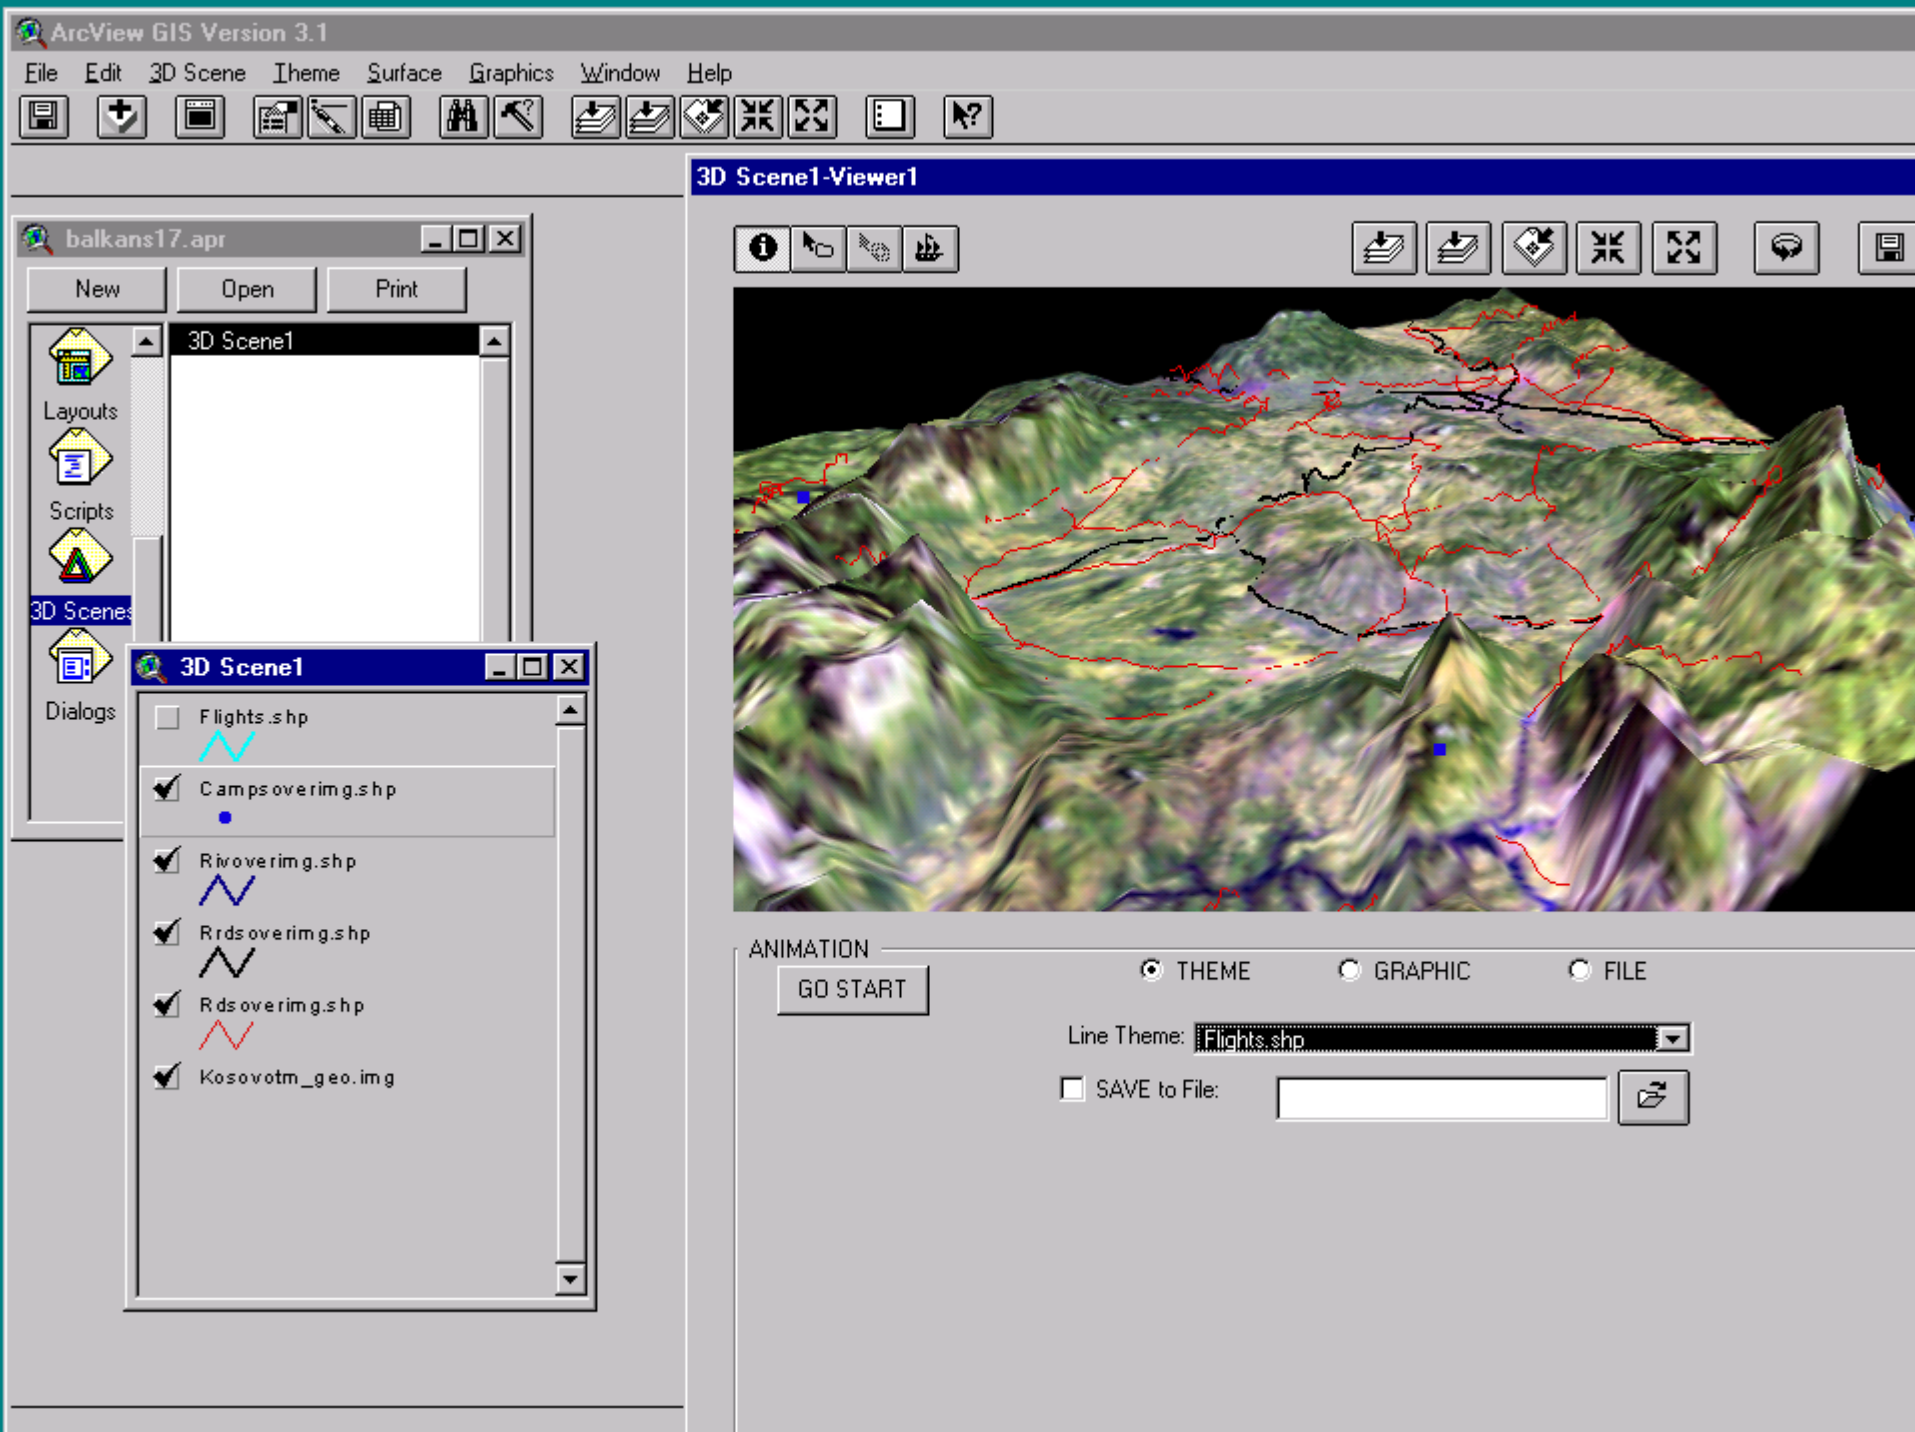 ArcView GIS Version 3.1
File Edit 3D Scene Theme Surface Graphics Window Help
3D Scene1-Viewer1
balkans17.apr
New Open Print
3D Scene1
Layouts
Scripts
3D Scenes
Dialogs
3D Scene1
Flights.shp
Campsoverimg.shp
Rivoverimg.shp
Rrdsoverimg.shp
Rdsoverimg.shp
Kosovotm_geo.img
ANIMATION
GO START
THEME GRAPHIC FILE
Line Theme: Flights.shp
SAVE to File: